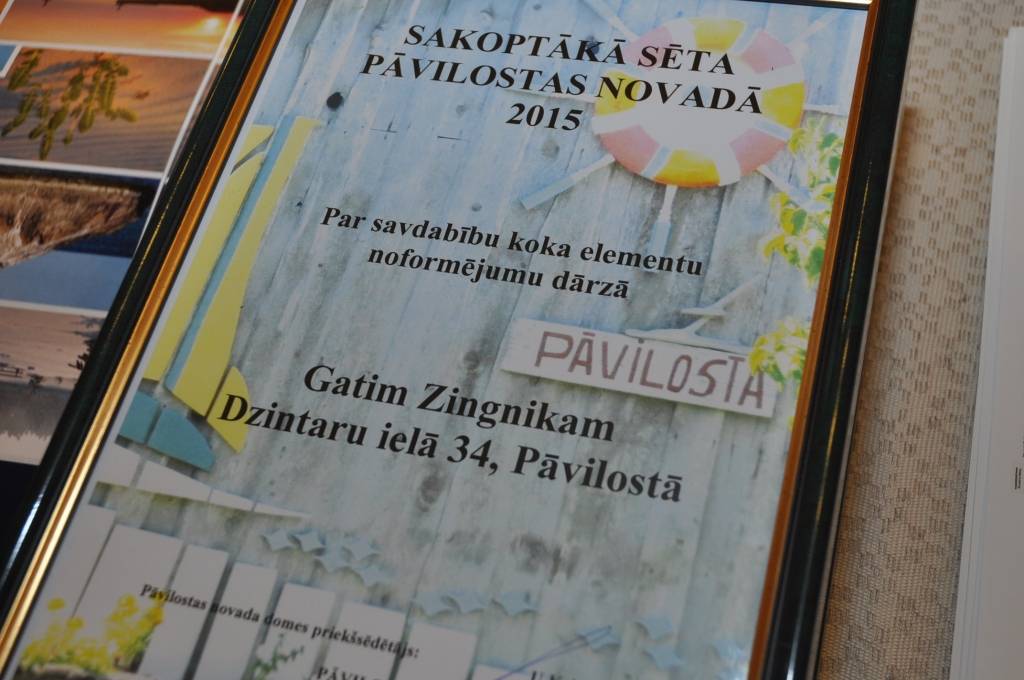 SAKOPTĀKĀ SĒTA
PĀVILOSTAS NOVADĀ
2015
Par savdabību koka elementu
noformējumu dārzā
PĀVILOSTA
Gatim Zingnikam
Dzintaru ielā 34, Pāvilostā
Pāvilostas novada domes priekšsēdētājs: